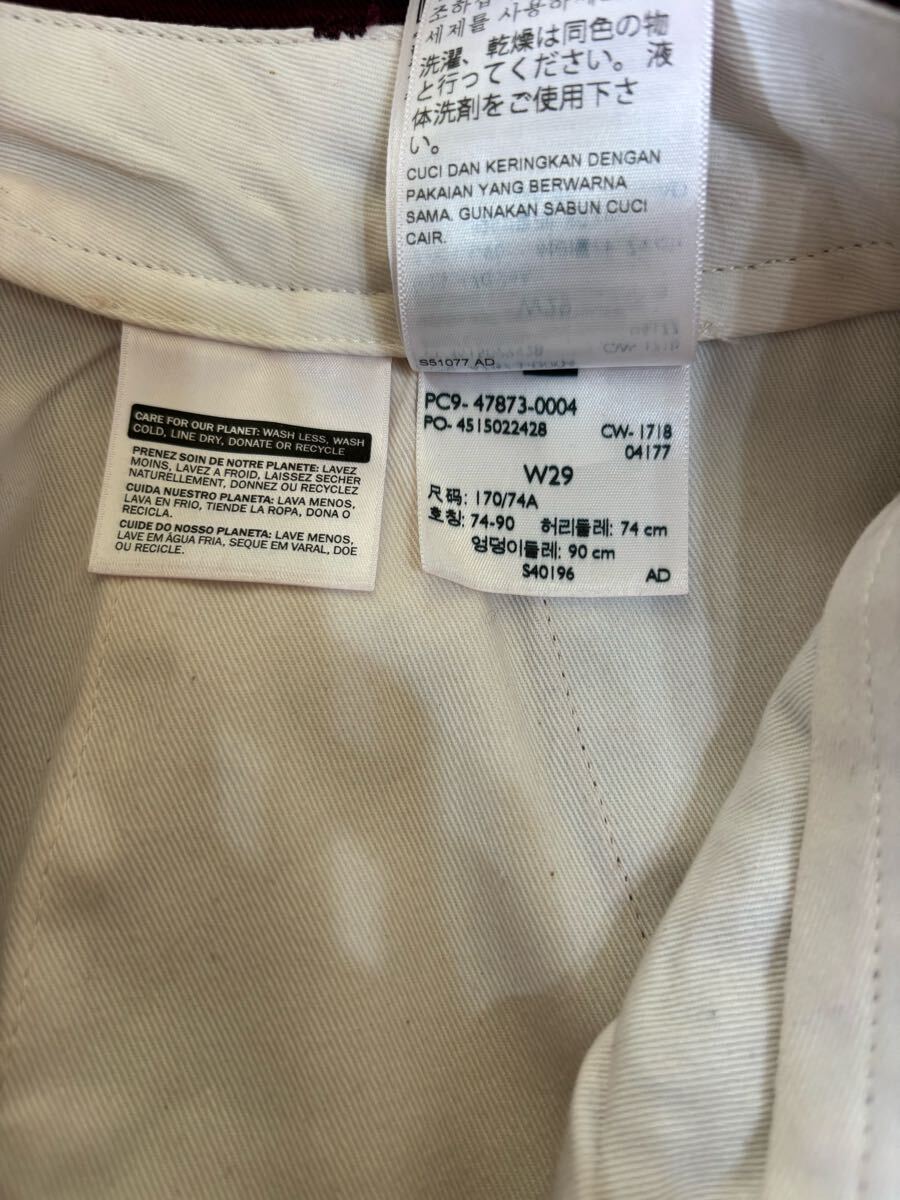 세제를 사용하
洗濯、乾燥は同色の物
と行ってください。液
体洗剤をご使用下さ
い。
CUCI DAN KERINGKAN DENGAN
PAKAIAN YANG BERWARNA
SAMA. GUNAKAN SABUN CUCI
CAIR.
S51077 AD
CARE FOR OUR PLANET: WASH LESS, WASH
COLD, LINE DRY, DONATE OR RECYCLE
PRENEZ SOIN DE NOTRE PLANETE: LAVEZ
MOINS, LAVEZ A FROID, LAISSEZ SECHER
NATURELLEMENT, DONNEZ OU RECYCLEZ
CUIDA NUESTRO PLANETA: LAVA MENOS,
LAVA EN FRIO, TIENDE LA ROPA, DONA O
RECICLA.
CUIDE DO NOSSO PLANETA: LAVE MENOS,
LAVE EM ÁGUA FRIA, SEQUE EM VARAL, DOE
OU RECICLE.
PC9- 47873-0004
PO- 4515022428 CW- 1718
04177
W29
尺码: 170/74A
호칭: 74-90 허리둘레: 74 cm
엉덩이둘레: 90 cm
S40196 AD